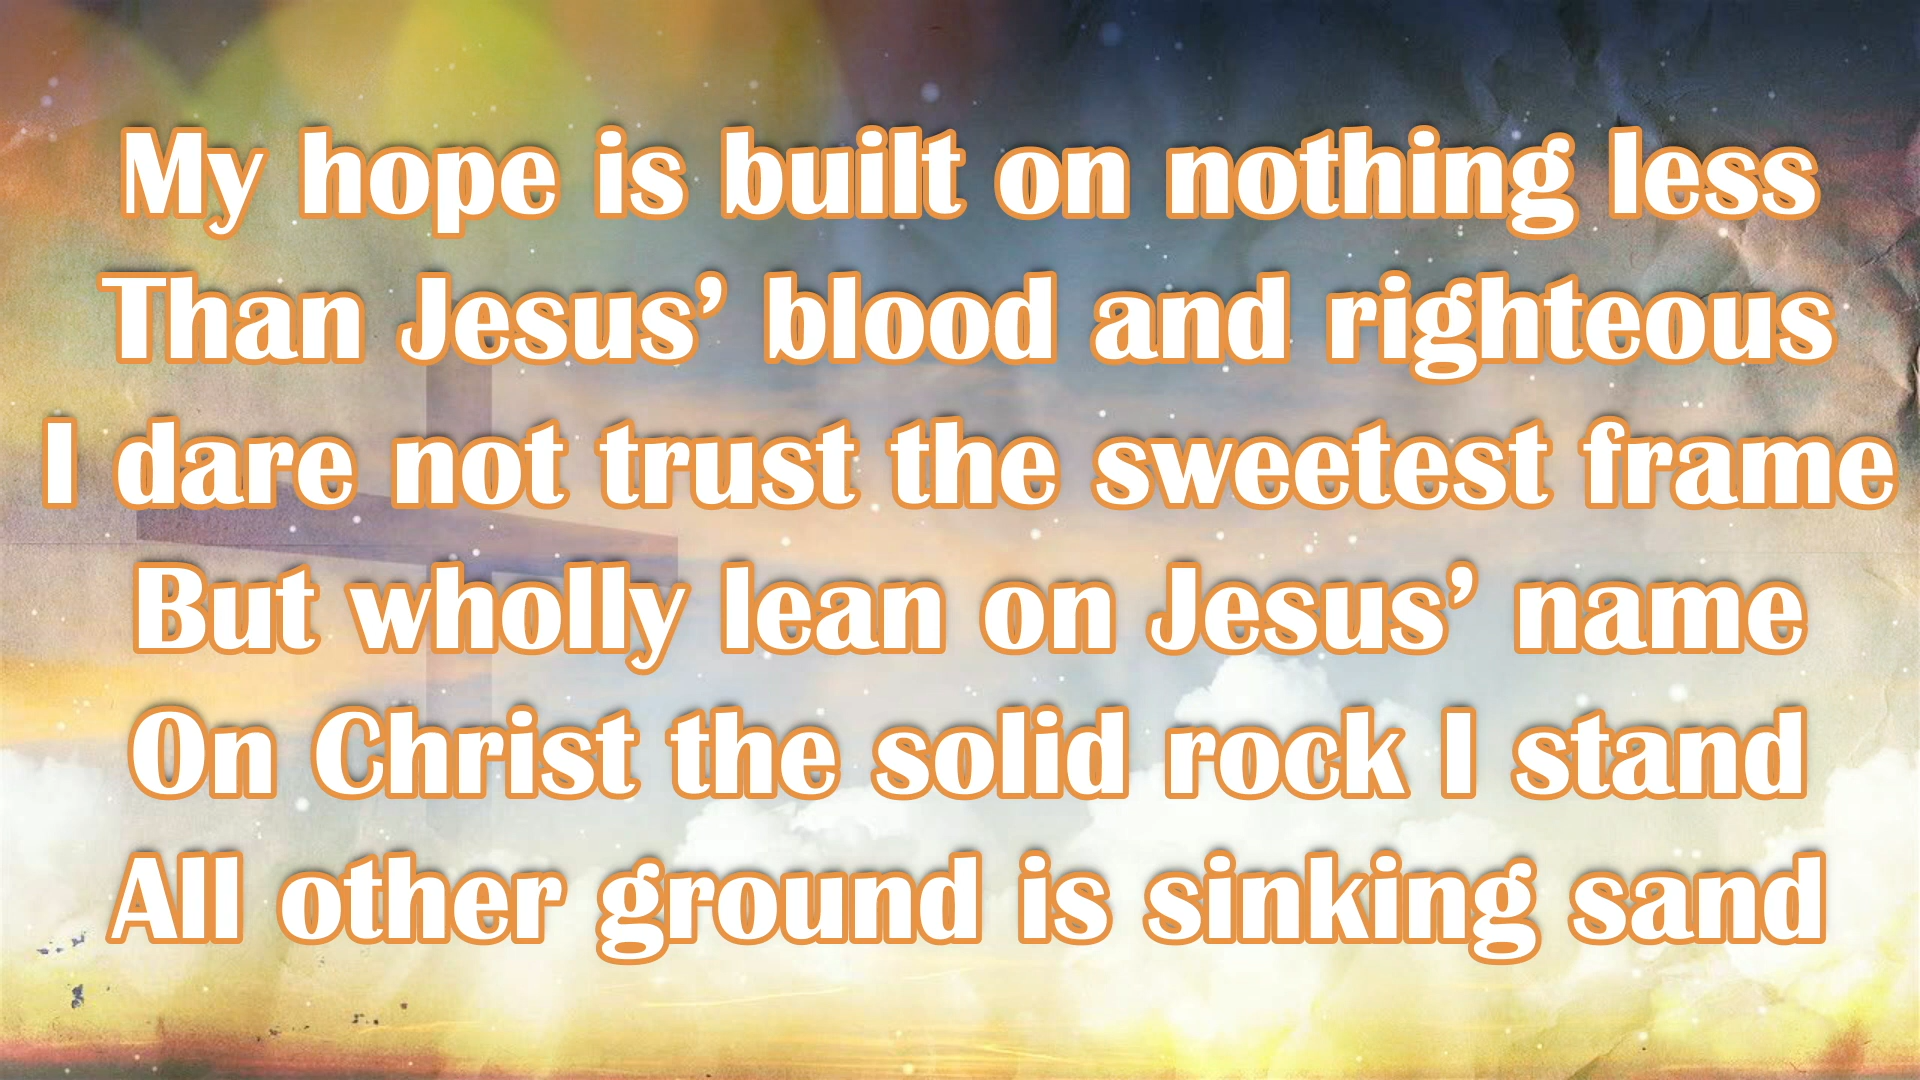 My hope is built on nothing less
Than Jesus’ blood and righteous
I dare not trust the sweetest frame
But wholly lean on Jesus’ name
On Christ the solid rock I stand
All other ground is sinking sand